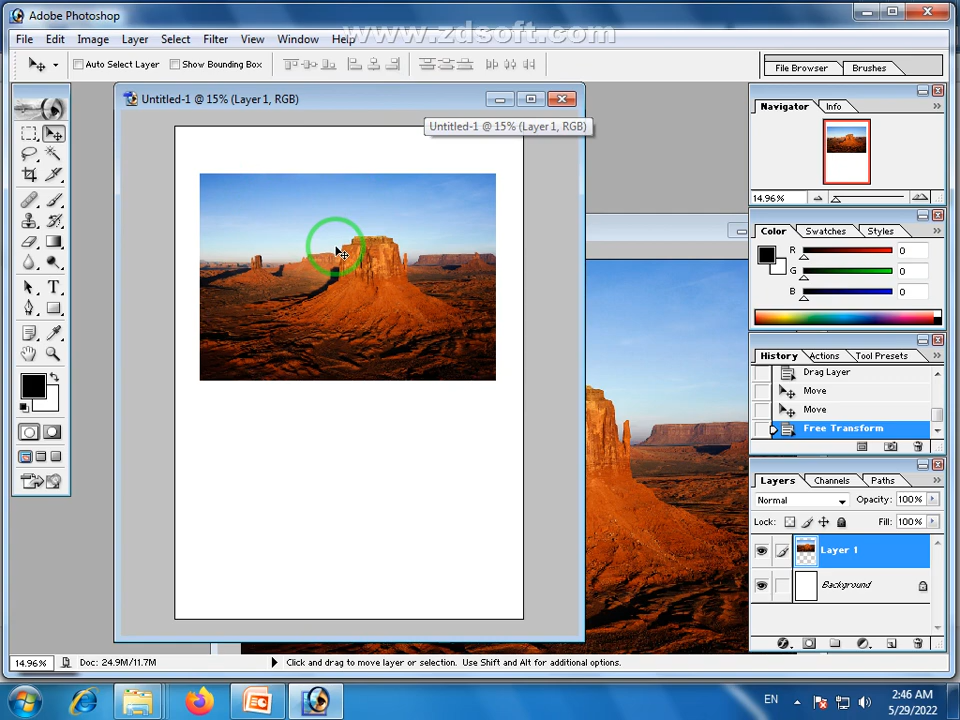 Adobe Photoshop
www.zdsoft.com
File Edit Image Layer Select Filter View Window Help
Auto Select Layer Show Bounding Box
File Browser Brushes
Untitled-1 @ 15% (Layer 1, RGB)
Untitled-1 @ 15% (Layer 1, RGB)
Navigator Info
14.96%
Color Swatches Styles
R 0
G 0
B 0
History Actions Tool Presets
Drag Layer
Move
Move
Free Transform
Layers Channels Paths
Normal Opacity: 100%
Lock: Fill: 100%
Layer 1
Background
T
14.96% Doc: 24.9M/11.7M Click and drag to move layer or selection. Use Shift and Alt for additional options.
EN 2:46 AM
5/29/2022